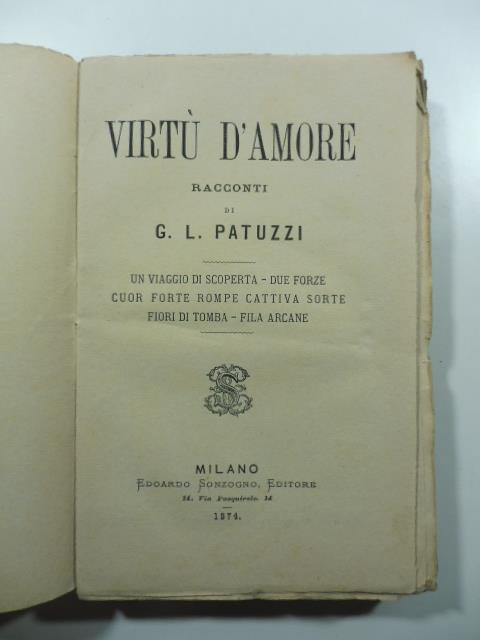 VIRTÙ D'AMORE
RACCONTI
DI
G. L. PATUZZI
UN VIAGGIO DI SCOPERTA – DUE FORZE
CUOR FORTE ROMPE CATTIVA SORTE
FIORI DI TOMBA – FILA ARCANE
MILANO
EDOARDO SONZOGNO, EDITORE
14. Via Pasquirolo. 14
1874.